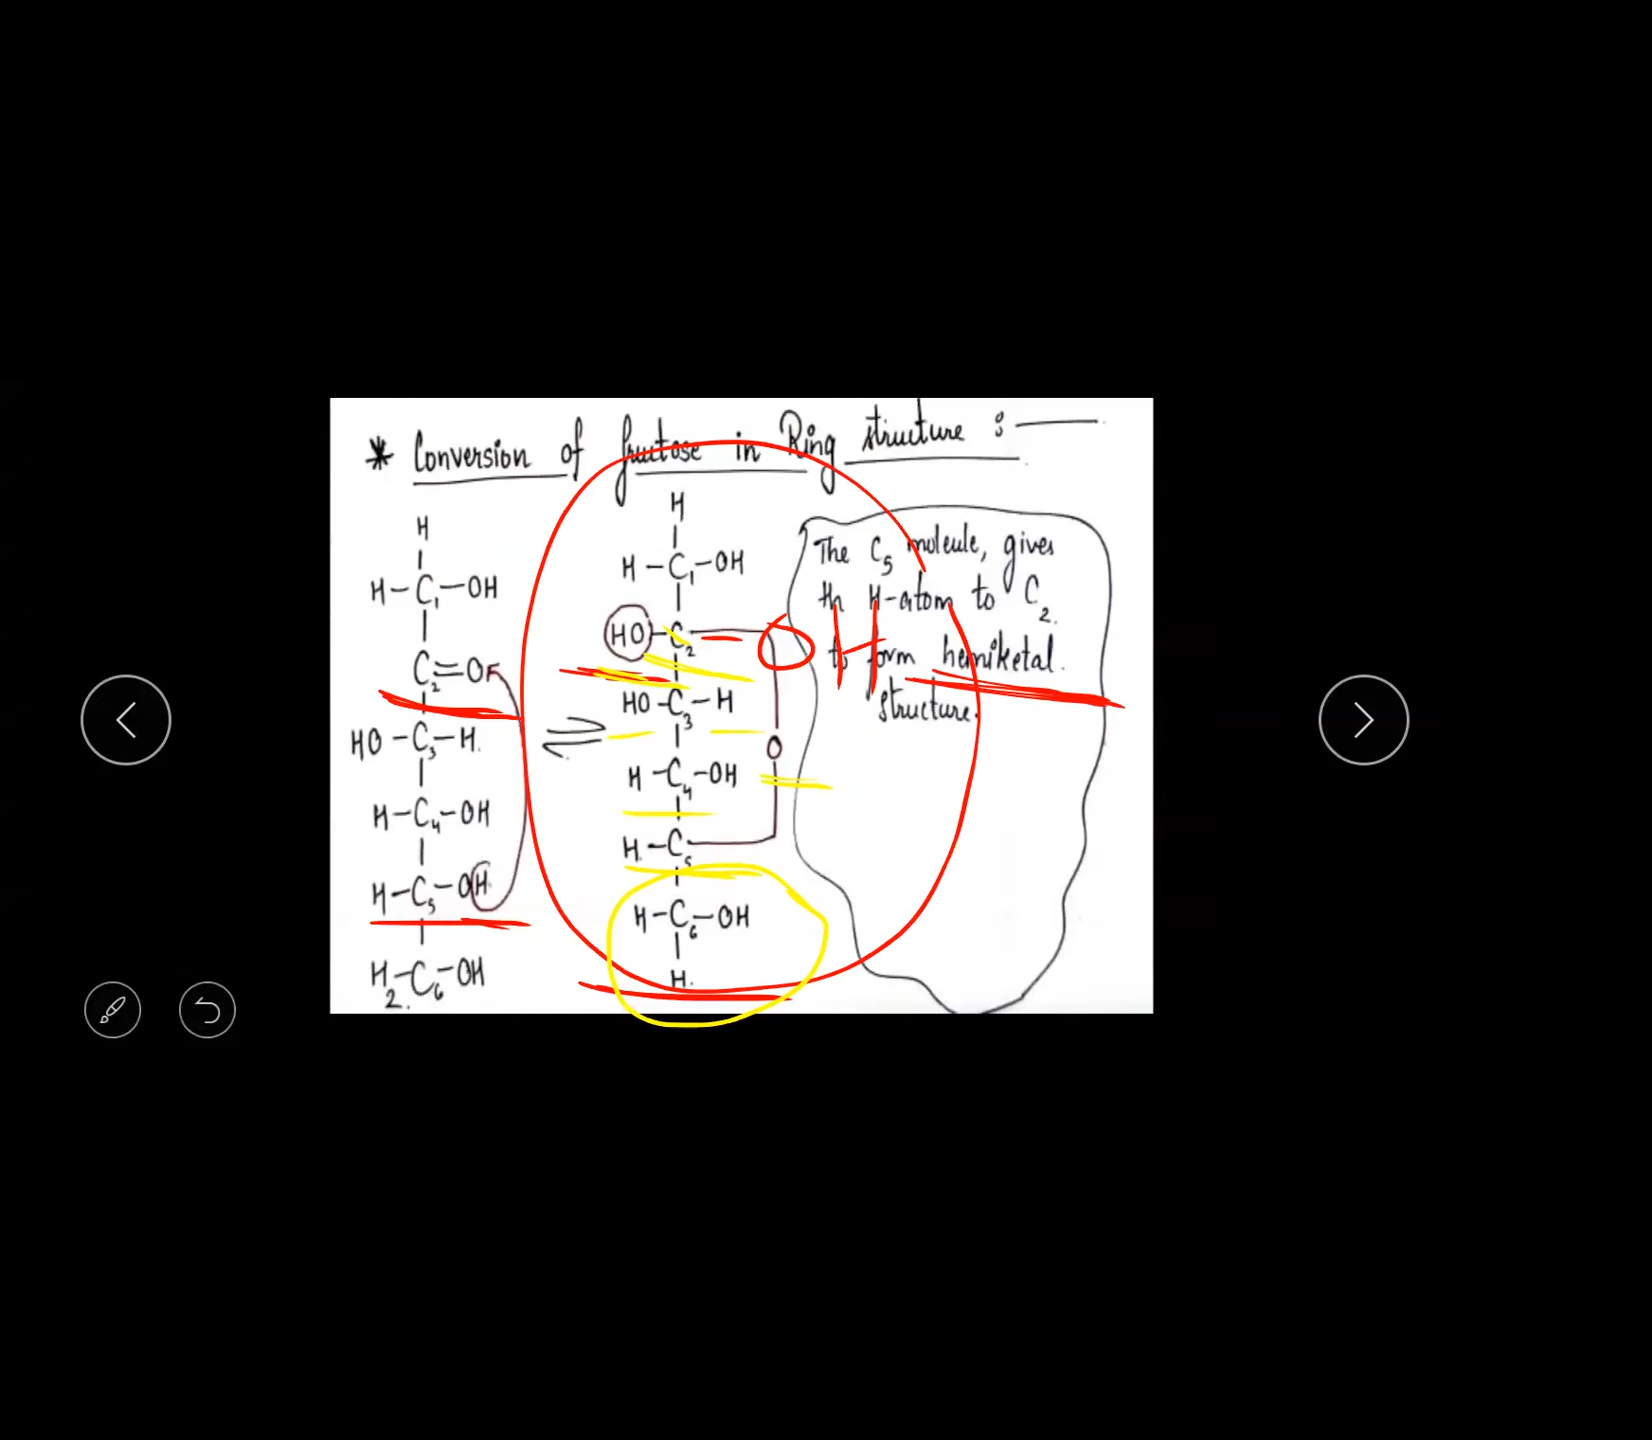 * Conversion of fructose in Ring structure :
H
H-C1-OH
C2=O
HO-C3-H.
H-C4-OH
H-C5-OH
H2-C6-OH
H
H-C1-OH
HO-C2
HO-C3-H
O
H-C4-OH
H.-C5
H-C6-OH
H.
The C5 moleule, gives
th H-atom to C2.
to form hemiketal.
structure.
H